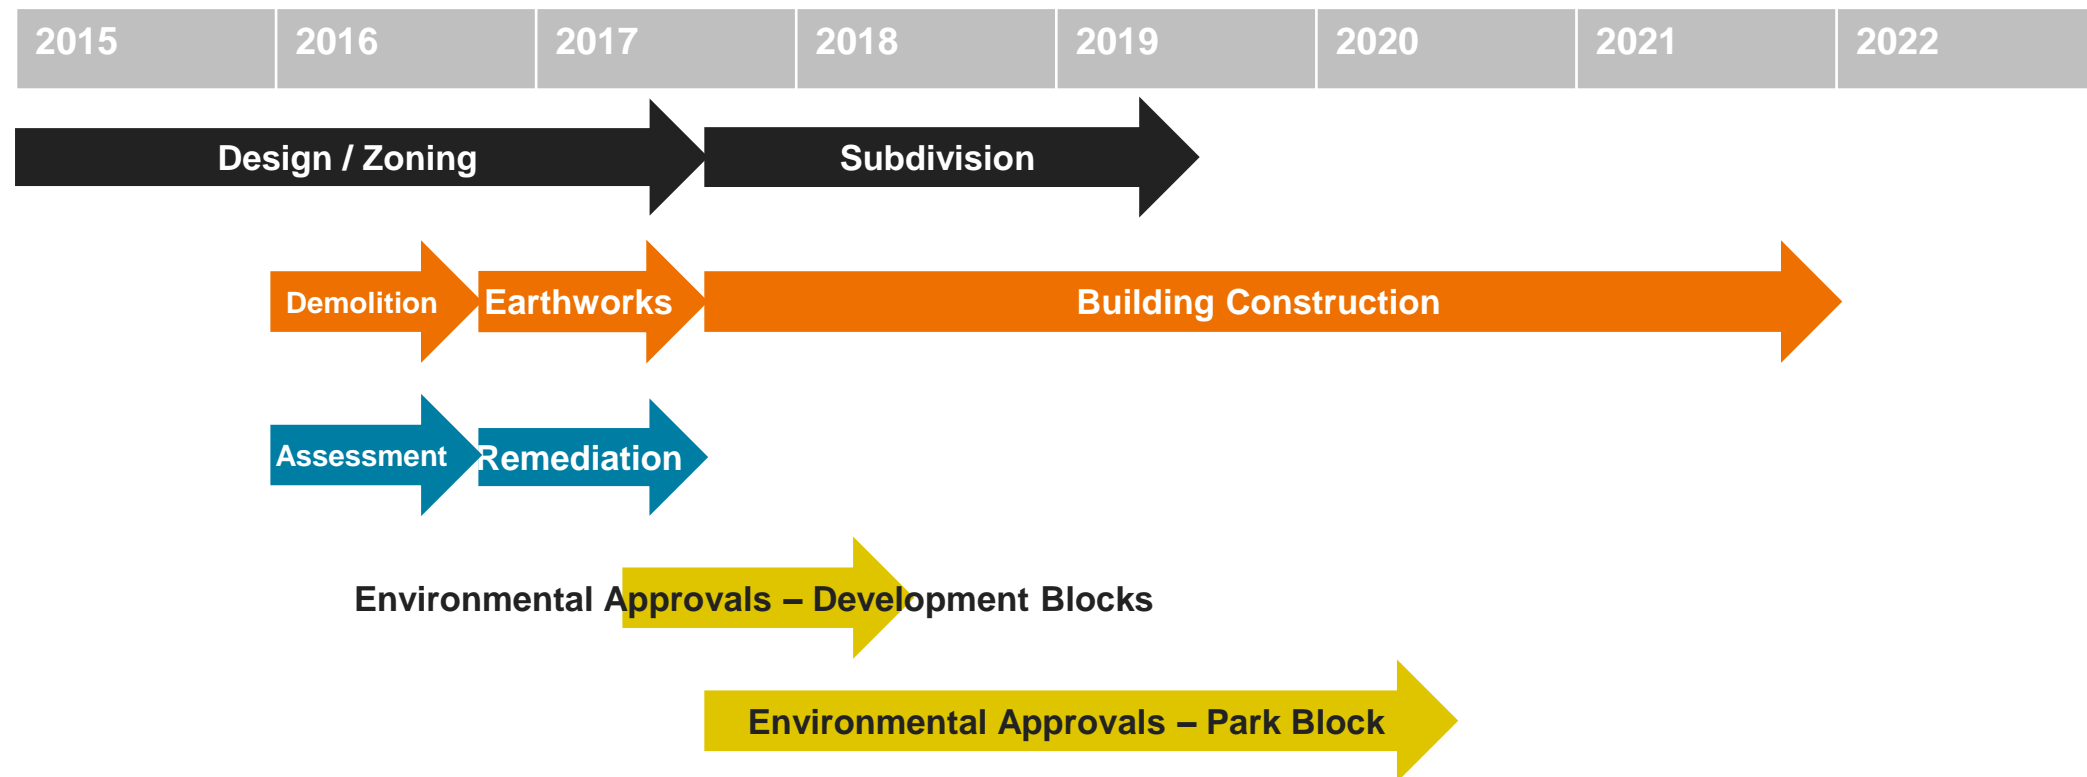 2015 2016 2017 2018 2019 2020 2021 2022
Design / Zoning Subdivision
Demolition Earthworks Building Construction
Assessment Remediation
Environmental Approvals – Development Blocks
Environmental Approvals – Park Block